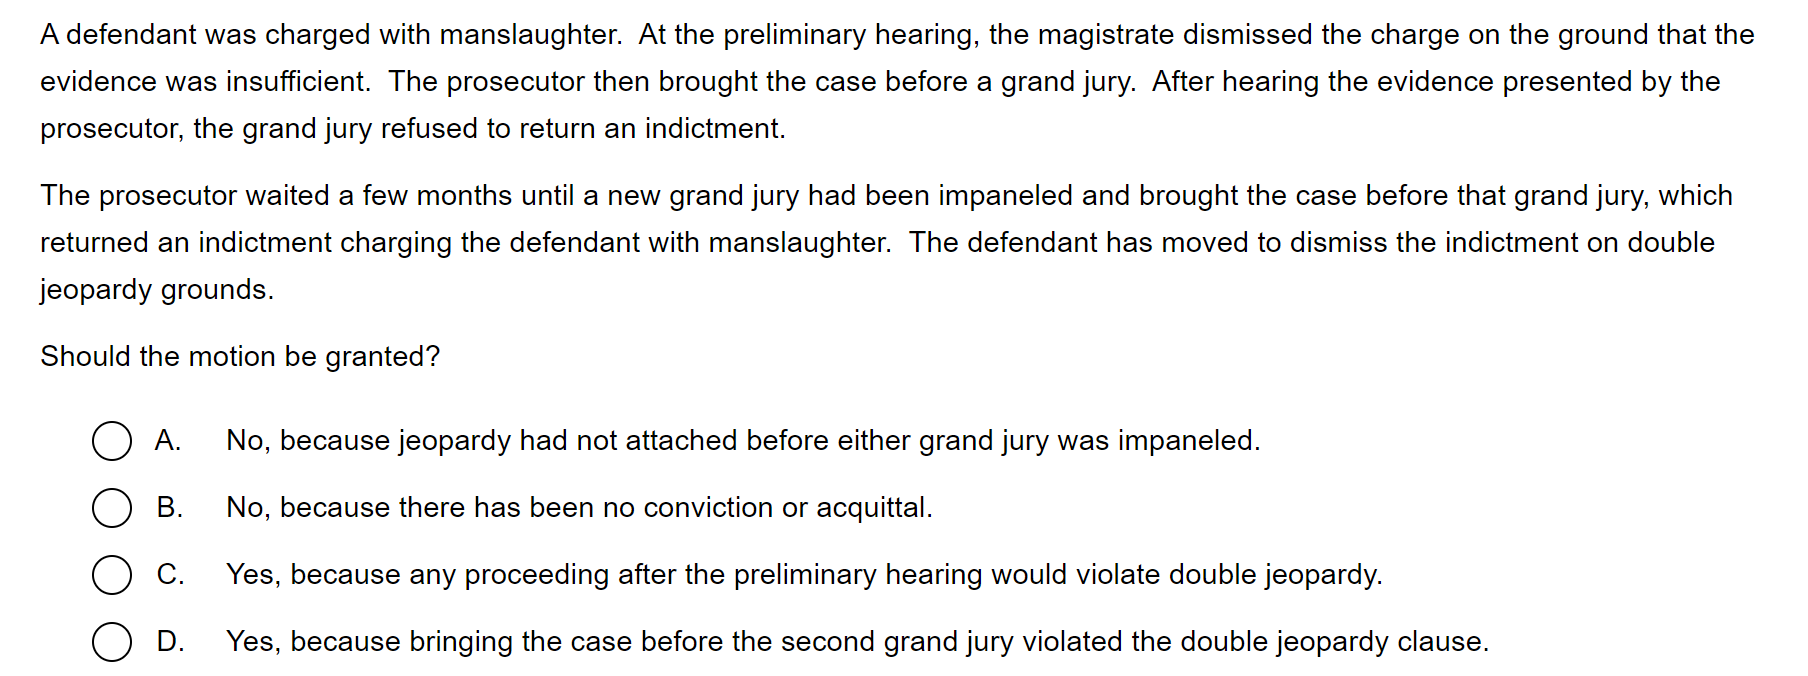 A defendant was charged with manslaughter. At the preliminary hearing, the magistrate dismissed the charge on the ground that the
evidence was insufficient. The prosecutor then brought the case before a grand jury. After hearing the evidence presented by the
prosecutor, the grand jury refused to return an indictment.
The prosecutor waited a few months until a new grand jury had been impaneled and brought the case before that grand jury, which
returned an indictment charging the defendant with manslaughter. The defendant has moved to dismiss the indictment on double
jeopardy grounds.
Should the motion be granted?
A. No, because jeopardy had not attached before either grand jury was impaneled.
B. No, because there has been no conviction or acquittal.
C. Yes, because any proceeding after the preliminary hearing would violate double jeopardy.
D. Yes, because bringing the case before the second grand jury violated the double jeopardy clause.